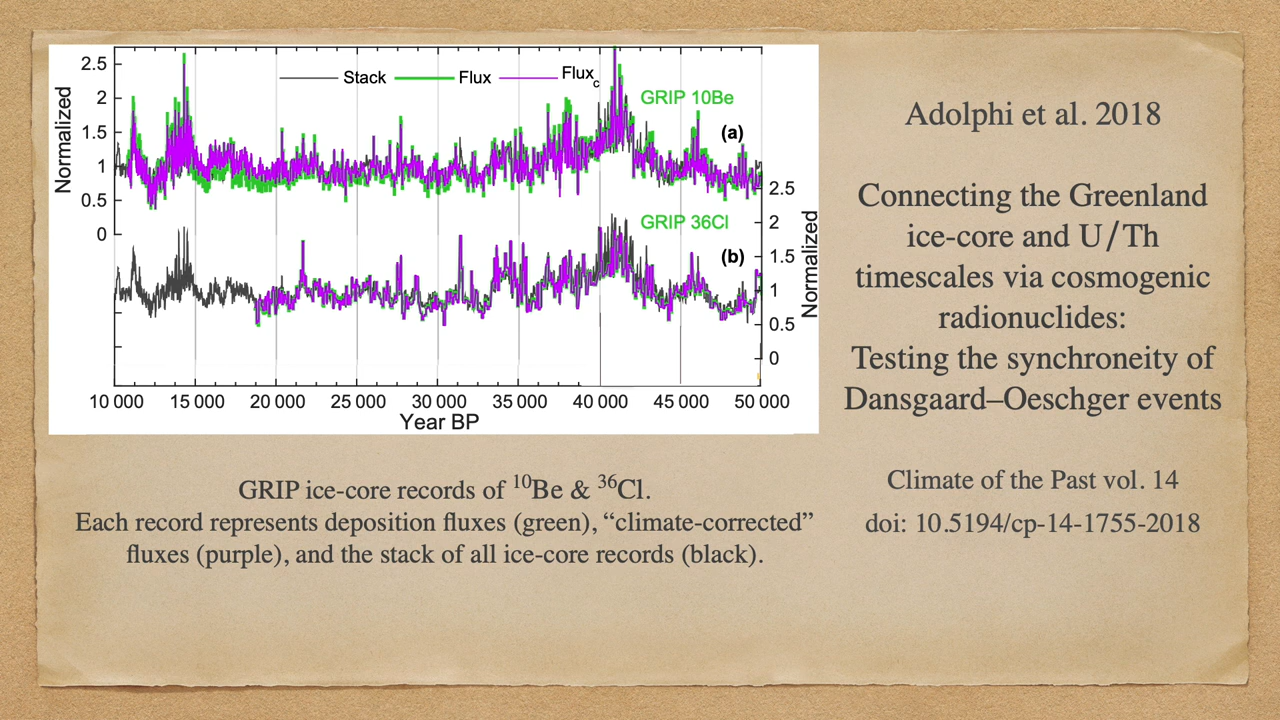 2.5
2
1.5
1
0.5
0
Normalized
Stack
Flux
Fluxc
GRIP 10Be
(a)
2.5
2
1.5
1
0.5
0
Normalized
GRIP 36Cl
(b)
10 000 15 000 20 000 25 000 30 000 35 000 40 000 45 000 50 000
Year BP
GRIP ice-core records of ¹⁰Be & ³⁶Cl.
Each record represents deposition fluxes (green), “climate-corrected”
fluxes (purple), and the stack of all ice-core records (black).
Adolphi et al. 2018
Connecting the Greenland
ice-core and U/Th
timescales via cosmogenic
radionuclides:
Testing the synchroneity of
Dansgaard–Oeschger events
Climate of the Past vol. 14
doi: 10.5194/cp-14-1755-2018